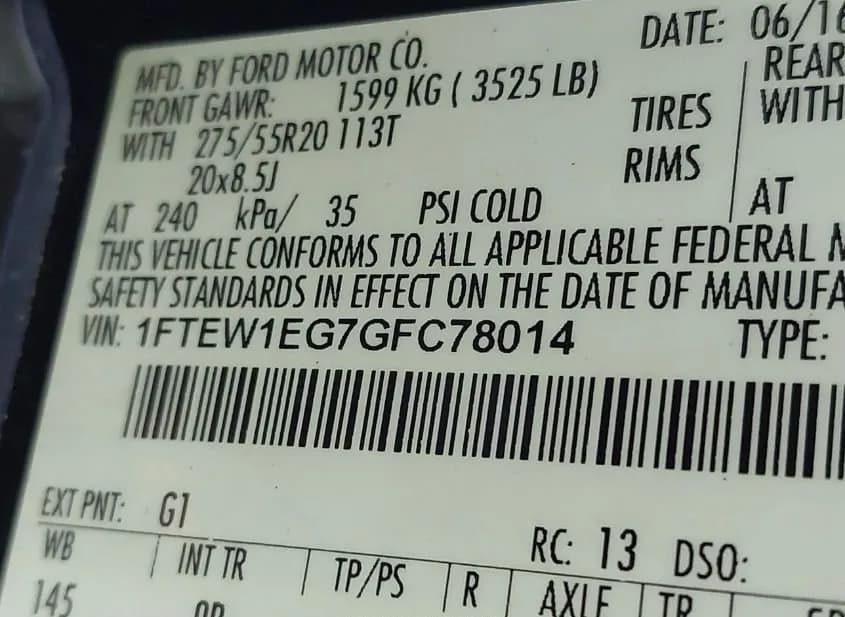 MFD. BY FORD MOTOR CO. DATE: 06/16
FRONT GAWR: 1599 KG ( 3525 LB) REAR
WITH 275/55R20 113T TIRES WITH
20x8.5J RIMS
AT 240 kPa/ 35 PSI COLD AT
THIS VEHICLE CONFORMS TO ALL APPLICABLE FEDERAL
SAFETY STANDARDS IN EFFECT ON THE DATE OF MANUFA
VIN: 1FTEW1EG7GFC78014 TYPE:
EXT PNT: G1 RC: 13 DSO:
WB INT TR TP/PS R AXLE TR
145